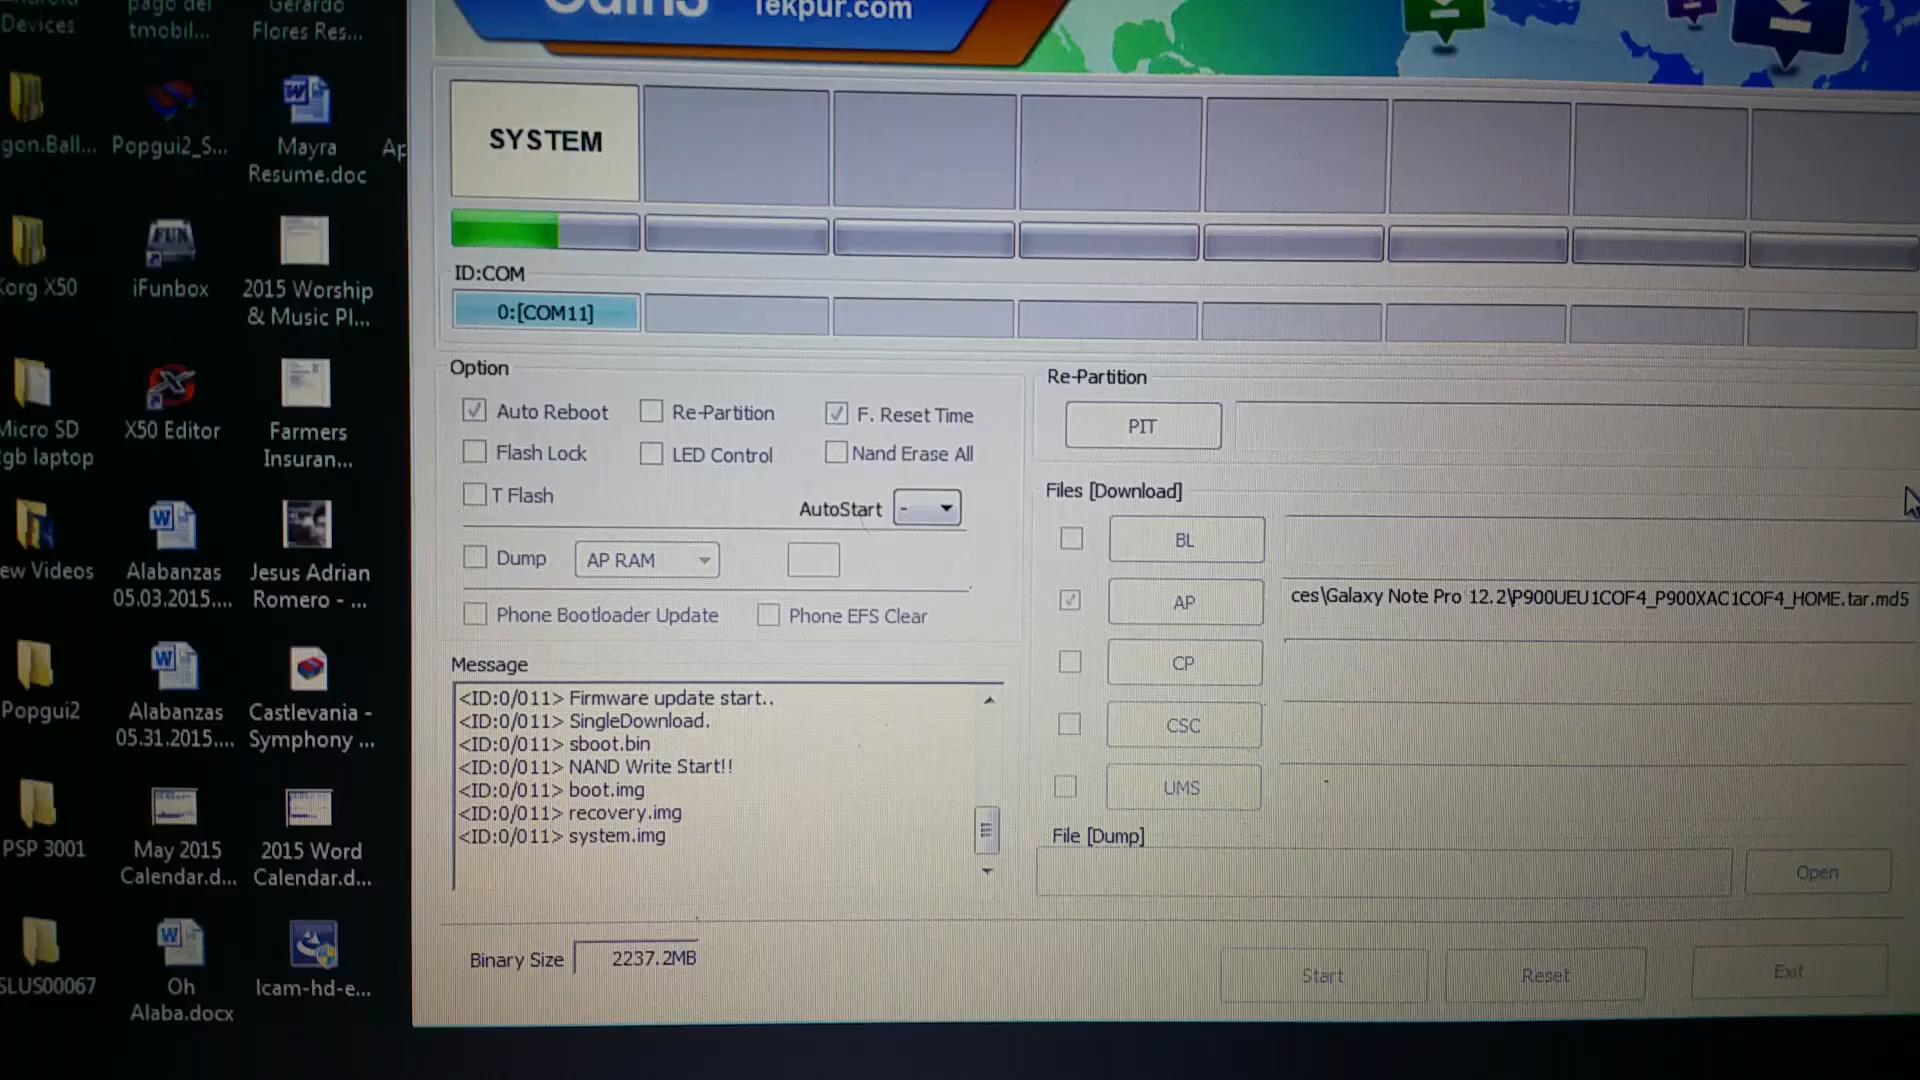 Devices
pago del
tmobil...
Gerardo
Flores Res...
Odin3
Tekpur.com
gon.Ball...
Popgui2_S...
Mayra
Resume.doc
Ap
Korg X50
iFunbox
2015 Worship
& Music Pl...
Micro SD
gb laptop
X50 Editor
Farmers
Insuran...
ew Videos
Alabanzas
05.03.2015....
Jesus Adrian
Romero - ...
Popgui2
Alabanzas
05.31.2015....
Castlevania -
Symphony ...
PSP 3001
May 2015
Calendar.d...
2015 Word
Calendar.d...
SLUS00067
Oh
Alaba.docx
lcam-hd-e...
SYSTEM
ID:COM
0:[COM11]
Option
Auto Reboot
Re-Partition
F. Reset Time
Flash Lock
LED Control
Nand Erase All
T Flash
AutoStart
-
Dump
AP RAM
Phone Bootloader Update
Phone EFS Clear
Message
<ID:0/011> Firmware update start..
<ID:0/011> SingleDownload.
<ID:0/011> sboot.bin
<ID:0/011> NAND Write Start!!
<ID:0/011> boot.img
<ID:0/011> recovery.img
<ID:0/011> system.img
Binary Size
2237.2MB
Re-Partition
PIT
Files [Download]
BL
AP
ces\Galaxy Note Pro 12.2\P900UEU1COF4_P900XAC1COF4_HOME.tar.md5
CP
CSC
UMS
File [Dump]
Open
Start
Reset
Exit